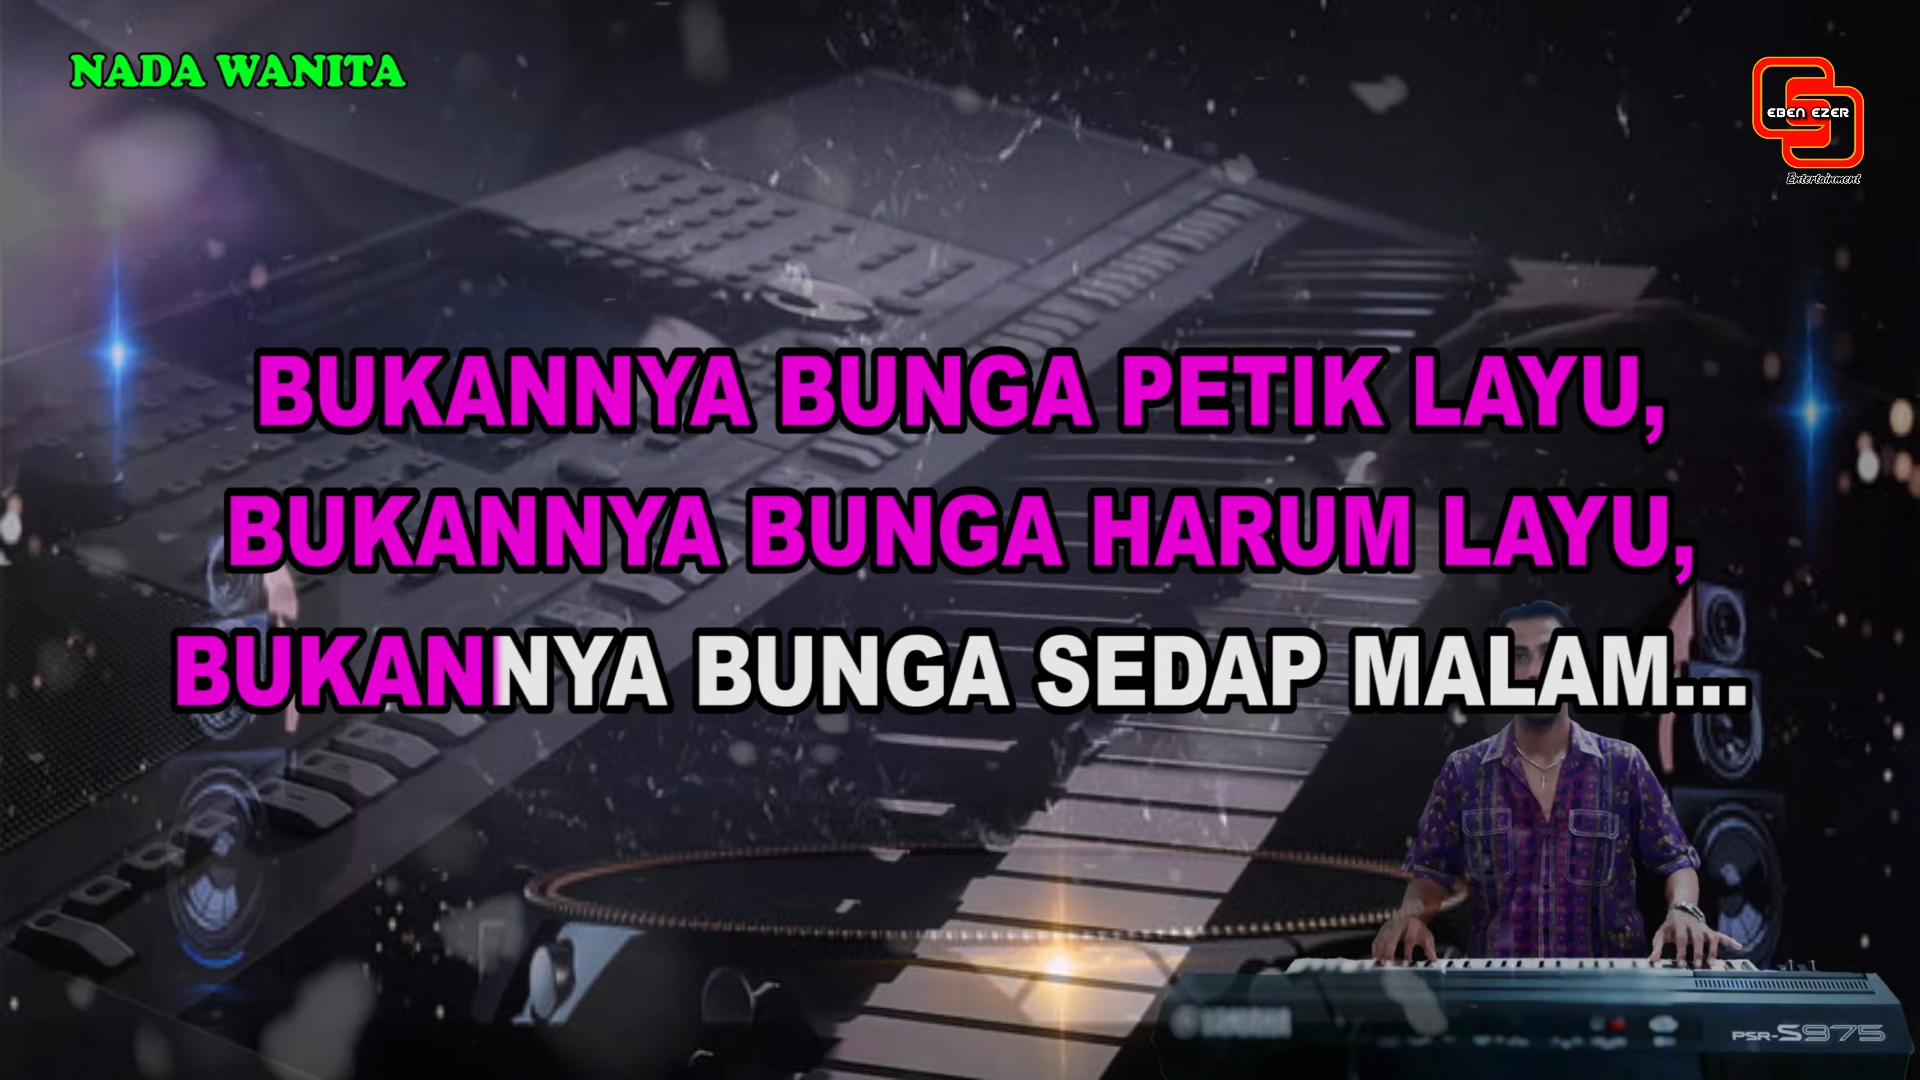 NADA WANITA
EBEN EZER
Entertainment
BUKANNYA BUNGA PETIK LAYU,
BUKANNYA BUNGA HARUM LAYU,
BUKANNYA BUNGA SEDAP MALAM...
PSR-S975